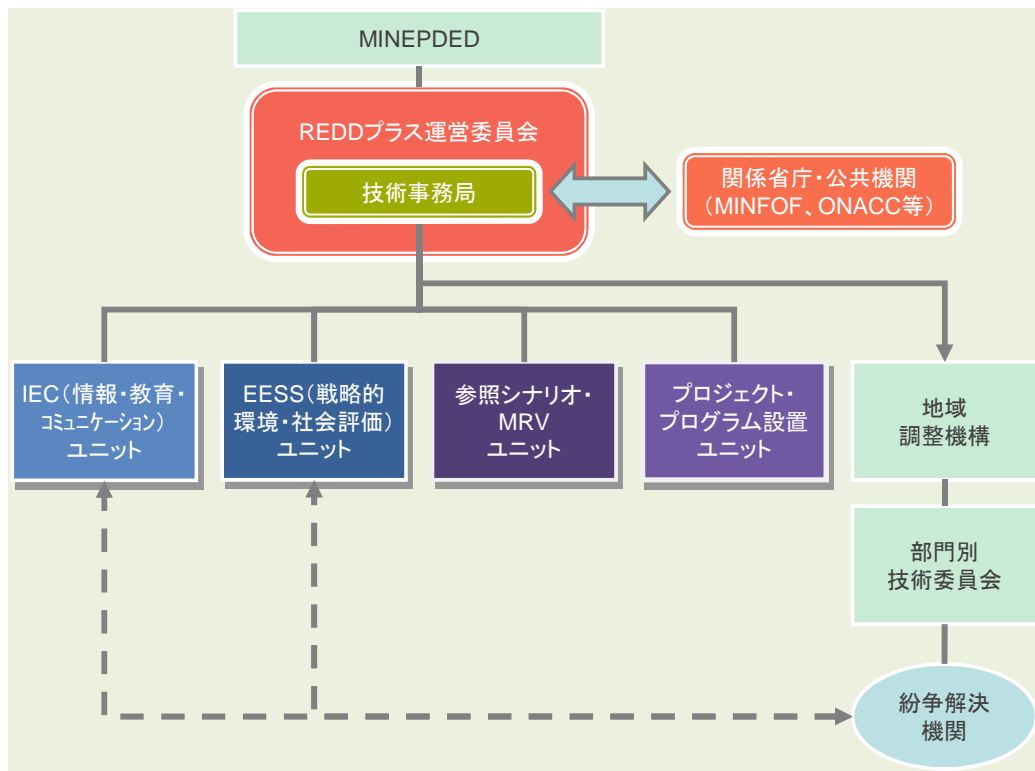 MINEPDED
REDDプラス運営委員会
技術事務局
関係省庁・公共機関
（MINFOF、ONACC等）
IEC（情報・教育・
コミュニケーション）
ユニット
EESS（戦略的
環境・社会評価）
ユニット
参照シナリオ・
MRV
ユニット
プロジェクト・
プログラム設置
ユニット
地域
調整機構
部門別
技術委員会
紛争解決
機関